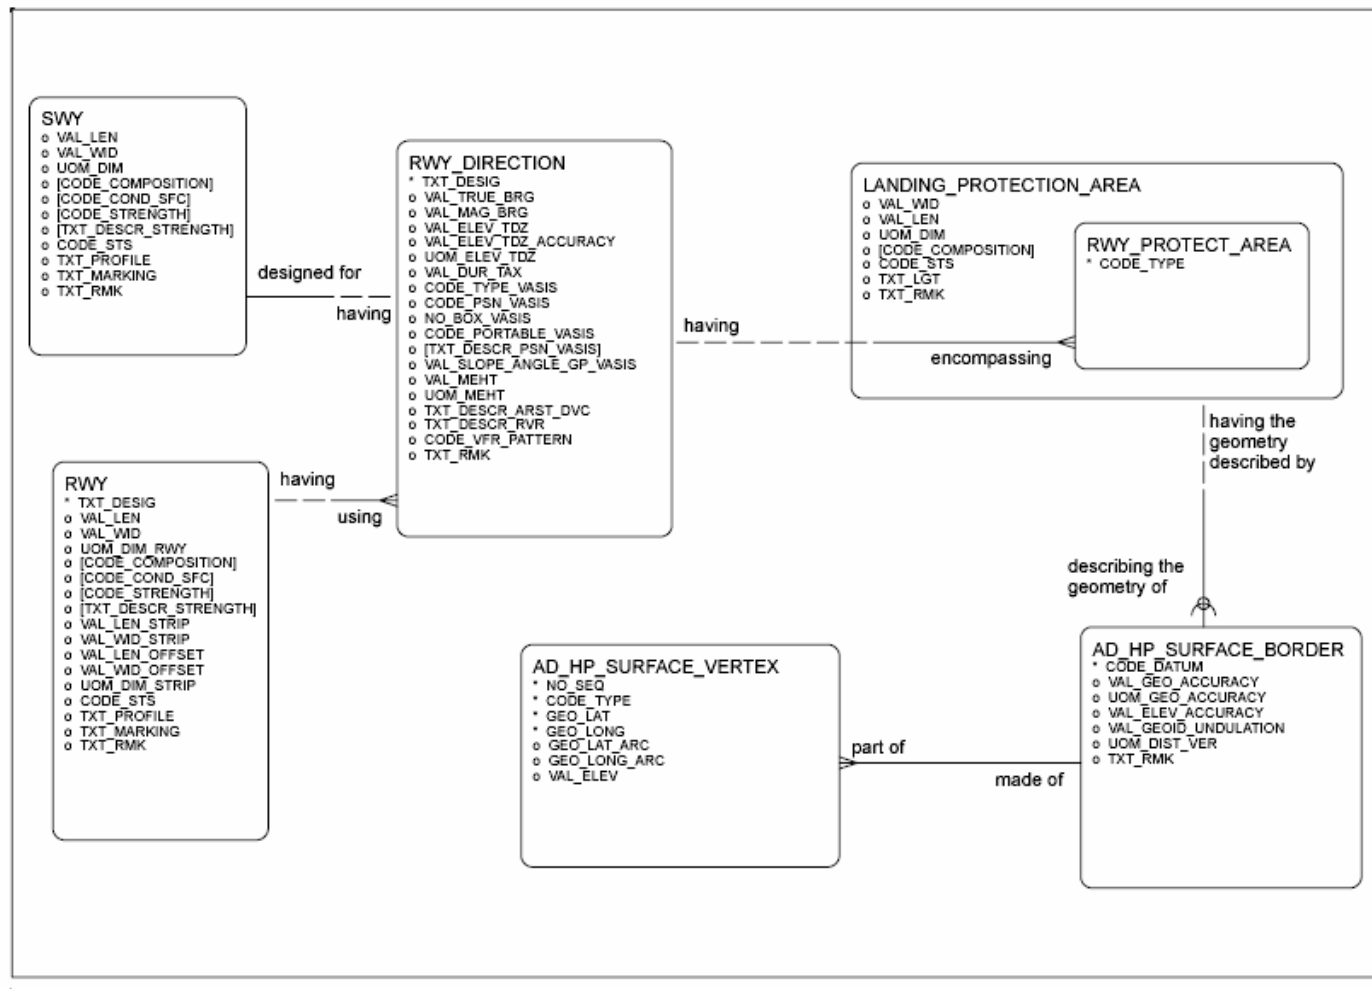 SWY
o VAL_LEN
o VAL_WID
o UOM_DIM
o [CODE_COMPOSITION]
o [CODE_COND_SFC]
o [CODE_STRENGTH]
o [TXT_DESCR_STRENGTH]
o CODE_STS
o TXT_PROFILE
o TXT_MARKING
o TXT_RMK
designed for
having
RWY_DIRECTION
* TXT_DESIG
o VAL_TRUE_BRG
o VAL_MAG_BRG
o VAL_ELEV_TDZ
o VAL_ELEV_TDZ_ACCURACY
o UOM_ELEV_TDZ
o VAL_DUR_TAX
o CODE_TYPE_VASIS
o CODE_PSN_VASIS
o NO_BOX_VASIS
o CODE_PORTABLE_VASIS
o [TXT_DESCR_PSN_VASIS]
o VAL_SLOPE_ANGLE_GP_VASIS
o VAL_MEHT
o UOM_MEHT
o TXT_DESCR_ARST_DVC
o TXT_DESCR_RVR
o CODE_VFR_PATTERN
o TXT_RMK
having
encompassing
LANDING_PROTECTION_AREA
o VAL_WID
o VAL_LEN
o UOM_DIM
o [CODE_COMPOSITION]
o CODE_STS
o TXT_LGT
o TXT_RMK
RWY_PROTECT_AREA
* CODE_TYPE
having the
geometry
described by
describing the
geometry of
RWY
* TXT_DESIG
o VAL_LEN
o VAL_WID
o UOM_DIM_RWY
o [CODE_COMPOSITION]
o [CODE_COND_SFC]
o [CODE_STRENGTH]
o [TXT_DESCR_STRENGTH]
o VAL_LEN_STRIP
o VAL_WID_STRIP
o VAL_LEN_OFFSET
o VAL_WID_OFFSET
o UOM_DIM_STRIP
o CODE_STS
o TXT_PROFILE
o TXT_MARKING
o TXT_RMK
having
using
AD_HP_SURFACE_VERTEX
* NO_SEQ
* CODE_TYPE
* GEO_LAT
* GEO_LONG
o GEO_LAT_ARC
o GEO_LONG_ARC
o VAL_ELEV
part of
made of
AD_HP_SURFACE_BORDER
* CODE_DATUM
o VAL_GEO_ACCURACY
o UOM_GEO_ACCURACY
o VAL_ELEV_ACCURACY
o VAL_GEOID_UNDULATION
o UOM_DIST_VER
o TXT_RMK